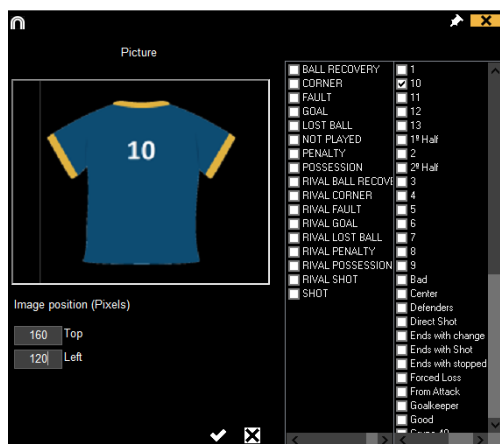 Picture
10
Image position (Pixels)
160 Top
120 Left
BALL RECOVERY
CORNER
FAULT
GOAL
LOST BALL
NOT PLAYED
PENALTY
POSSESSION
RIVAL BALL RECOVE
RIVAL CORNER
RIVAL FAULT
RIVAL GOAL
RIVAL LOST BALL
RIVAL PENALTY
RIVAL POSSESSION
RIVAL SHOT
SHOT
1
10
11
12
13
1º Half
2
2º Half
3
4
5
6
7
8
9
Bad
Center
Defenders
Direct Shot
Ends with change
Ends with Shot
Ends with stopped
Forced Loss
From Attack
Goalkeeper
Good